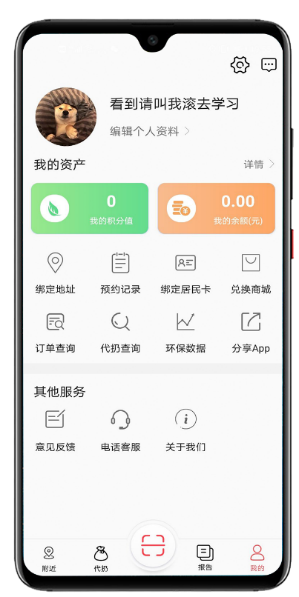 看到请叫我滚去学习
编辑个人资料
我的资产
详情
0
我的积分值
0.00
我的余额(元)
绑定地址 预约记录 绑定居民卡 兑换商城
订单查询 代扔查询 环保数据 分享App
其他服务
意见反馈 电话客服 关于我们
附近 代扔 报告 我的